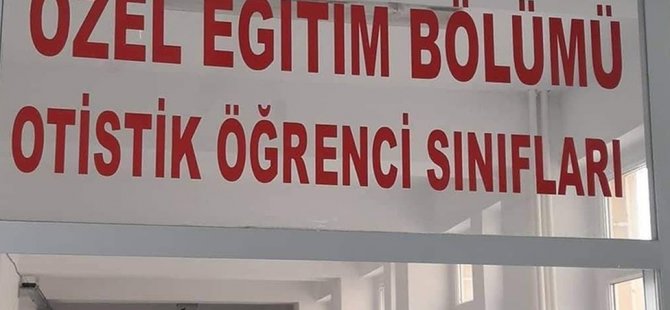 ÖZEL EĞİTİM BÖLÜMÜ
OTİSTİK ÖĞRENCİ SINIFLARI